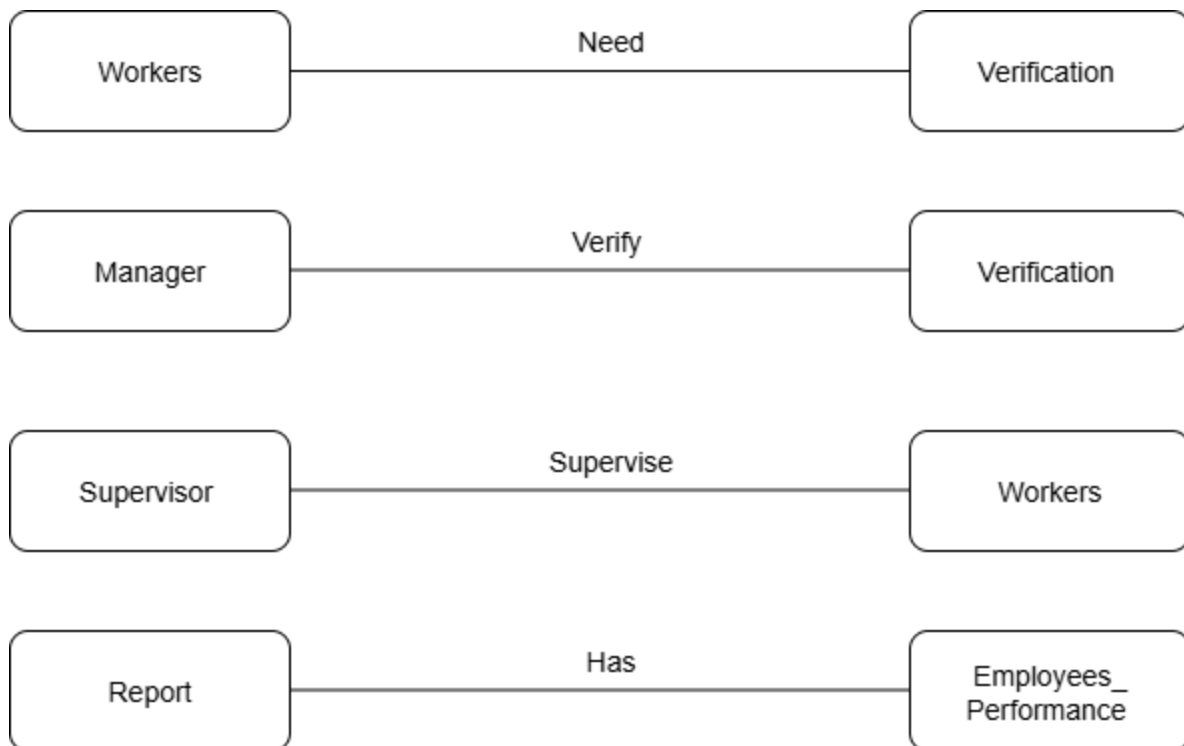 Need
Workers
Verification
Verify
Manager
Verification
Supervise
Supervisor
Workers
Has
Report
Employees_
Performance